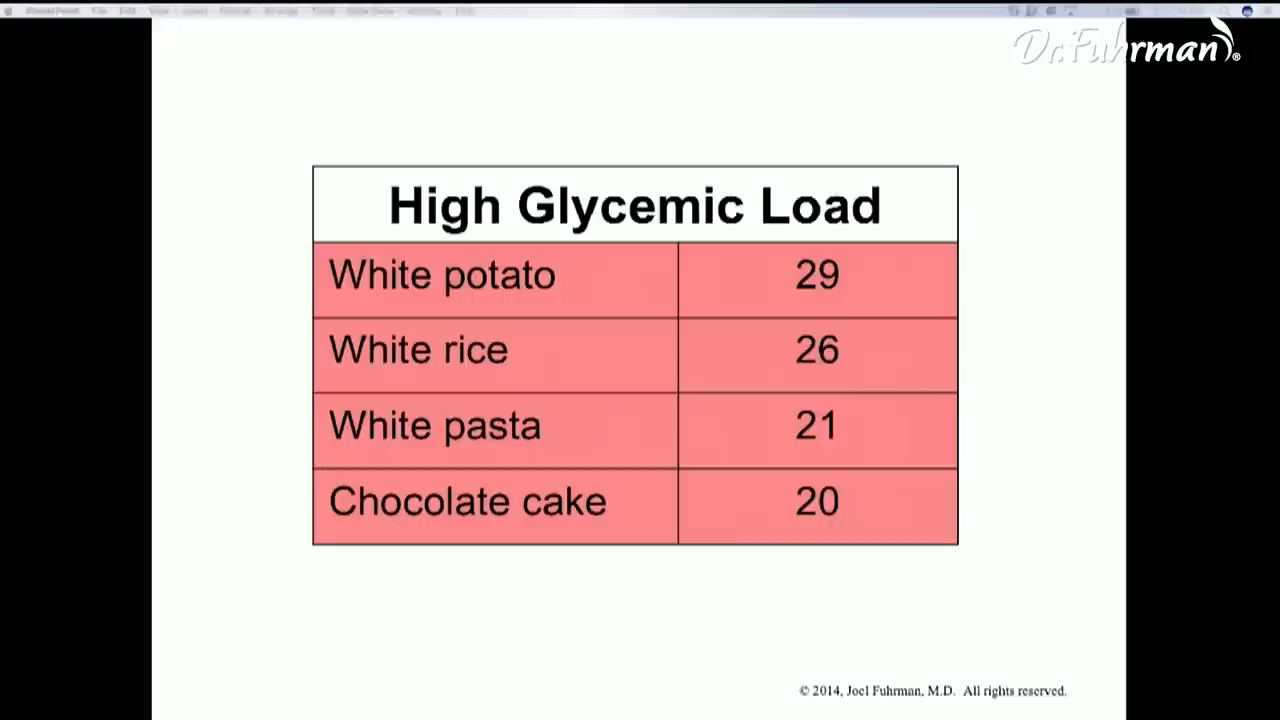 Dr.Fuhrman®
High Glycemic Load
White potato 29
White rice 26
White pasta 21
Chocolate cake 20
© 2014, Joel Fuhrman, M.D. All rights reserved.